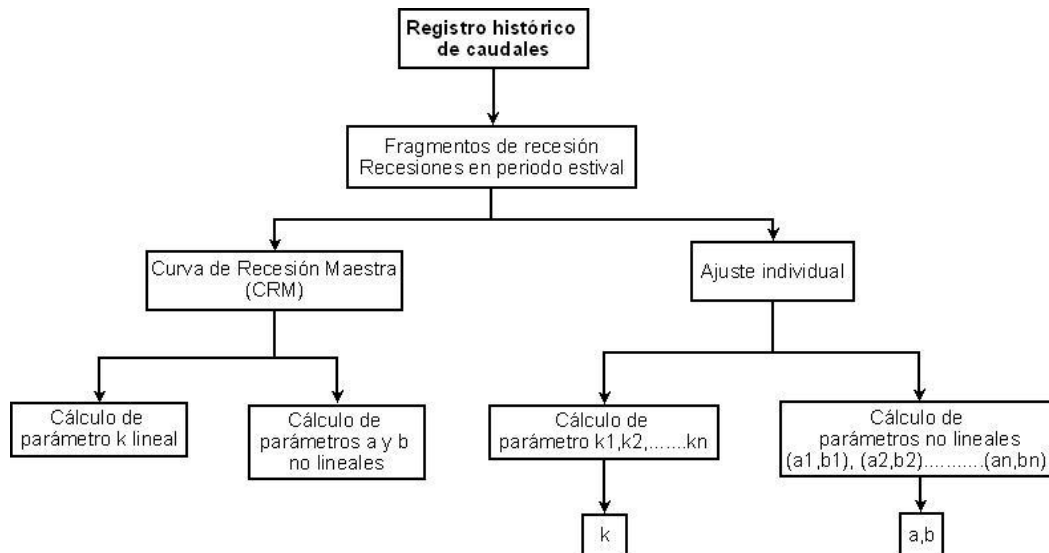 Registro histórico
de caudales
Fragmentos de recesión
Recesiones en periodo estival
Curva de Recesión Maestra
(CRM)
Ajuste individual
Cálculo de
parámetro k lineal
Cálculo de
parámetros a y b
no lineales
Cálculo de
parámetro k1,k2,.......kn
Cálculo de
parámetros no lineales
(a1,b1), (a2,b2)...........(an,bn)
k
a,b